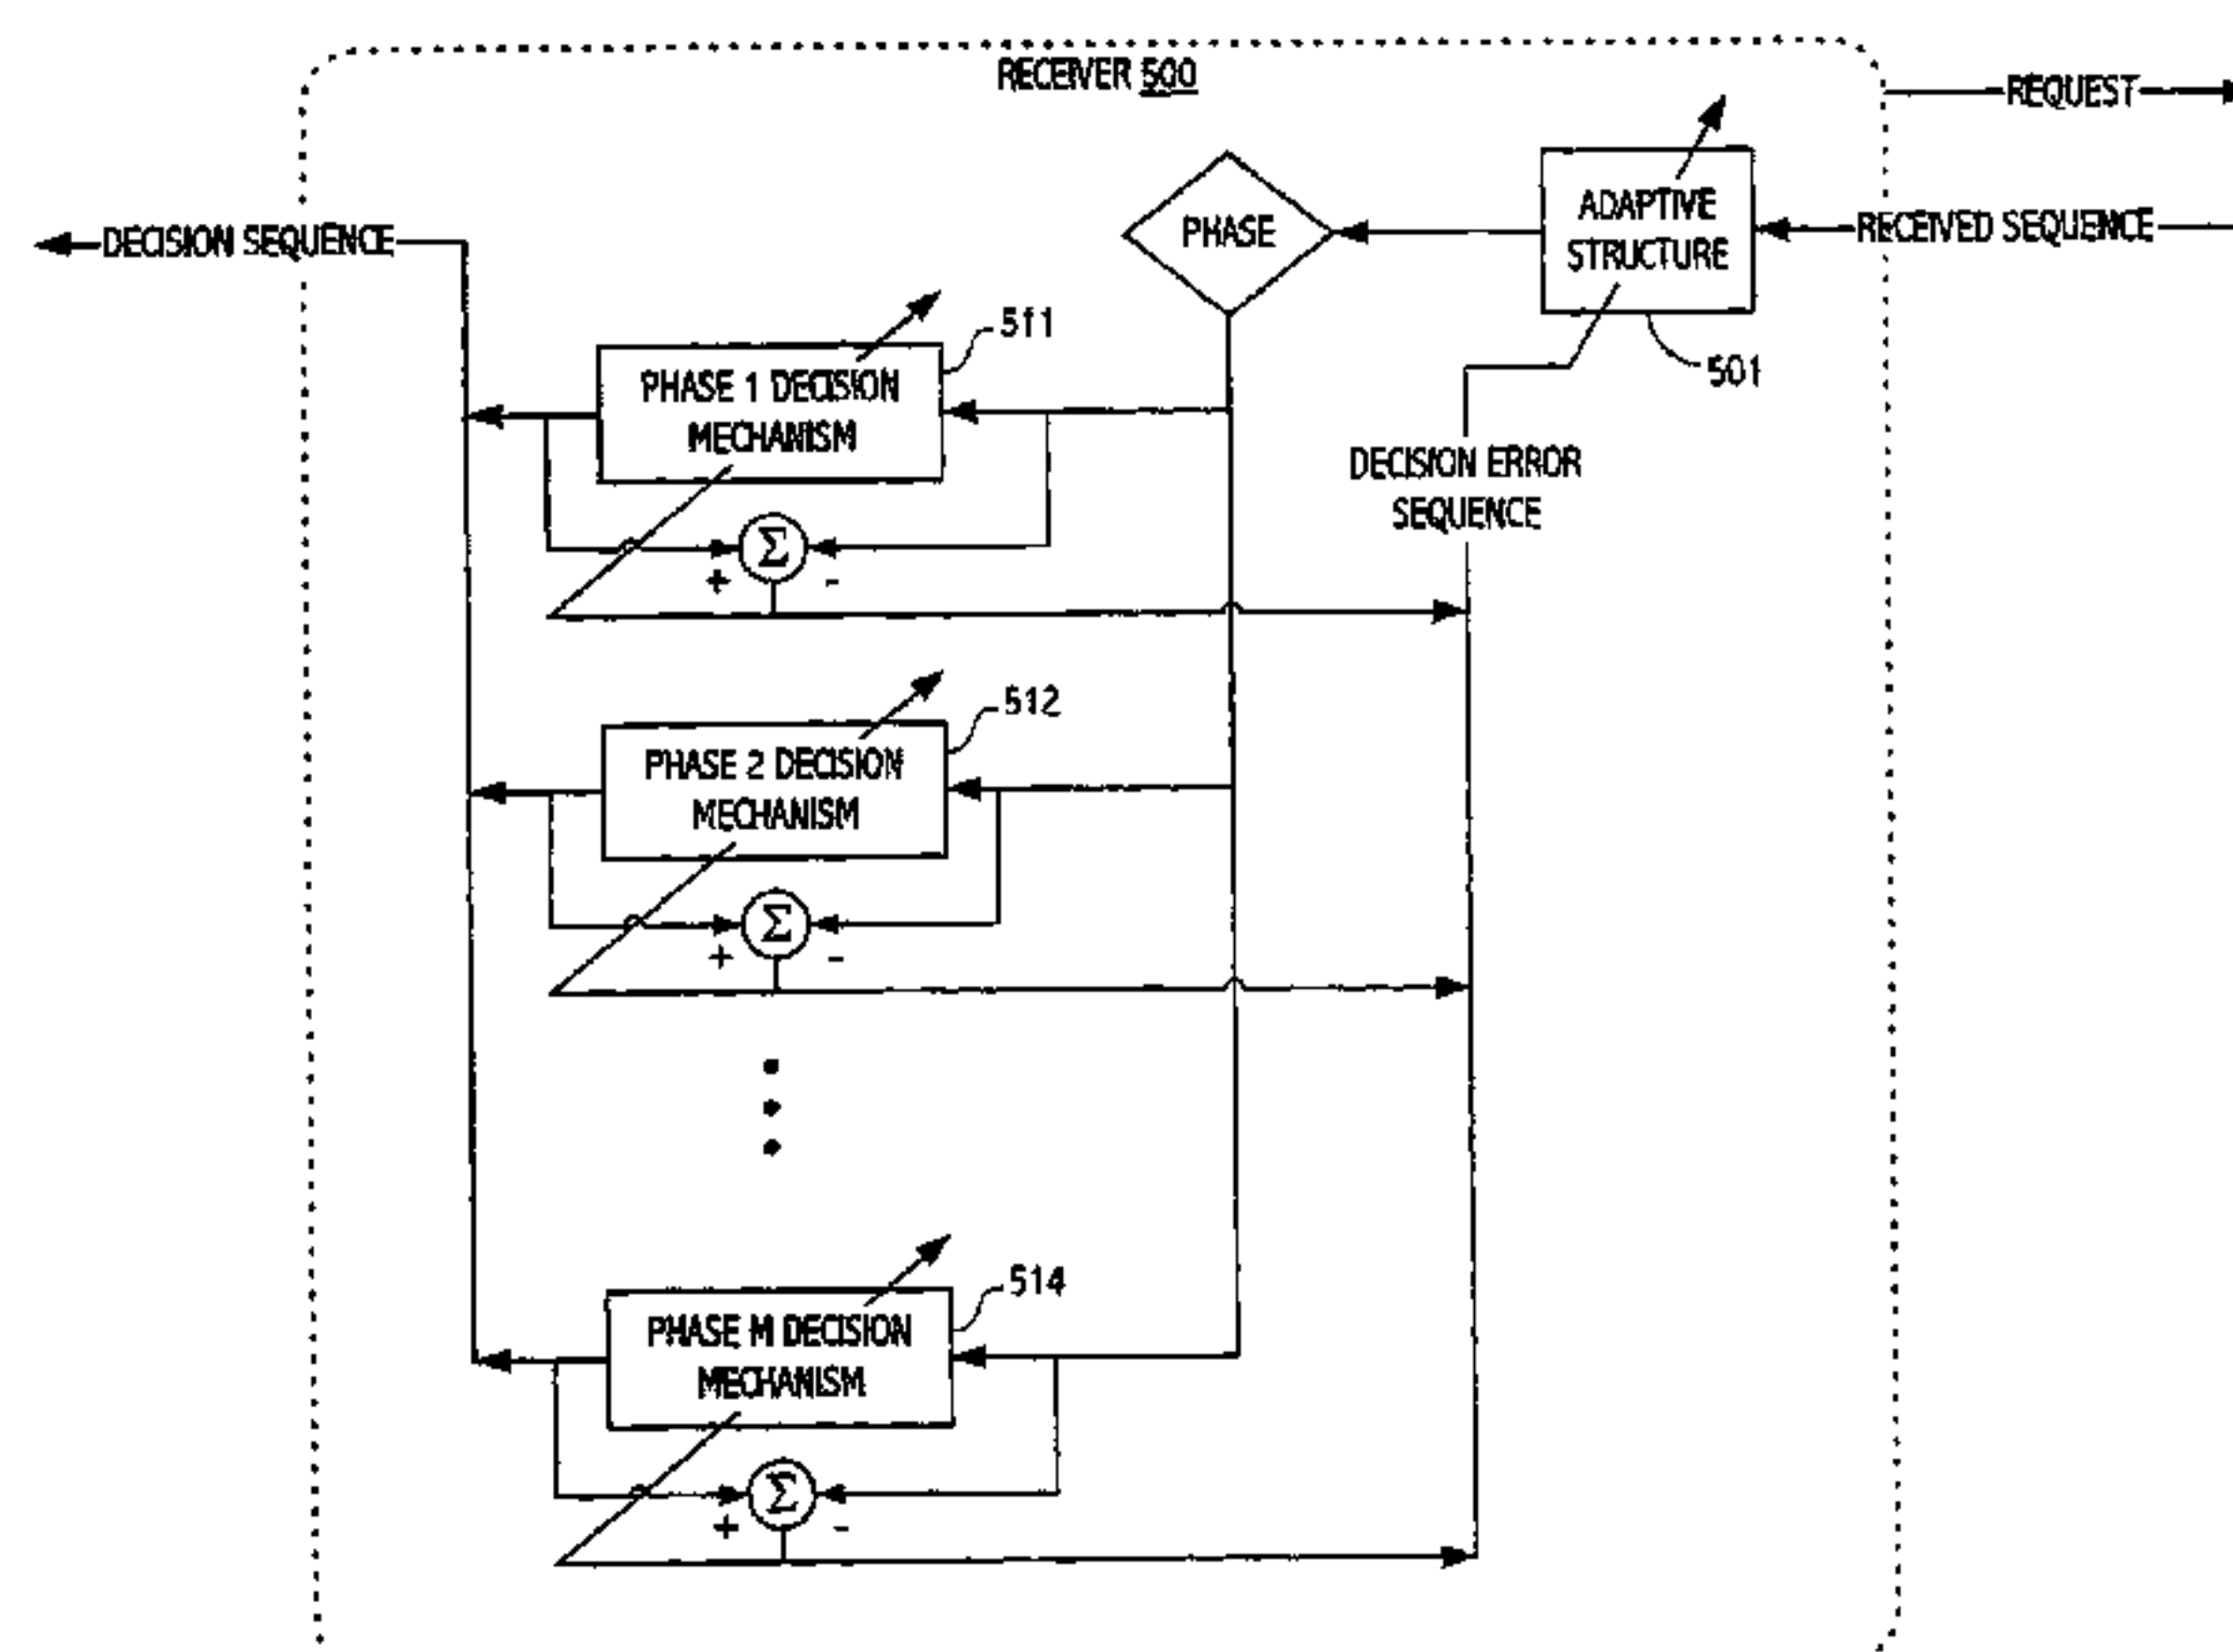 RECEIVER 500
REQUEST
PHASE
ADAPTIVE
STRUCTURE
RECEIVED SEQUENCE
DECISION SEQUENCE
501
511
PHASE 1 DECISION
MECHANISM
DECISION ERROR
SEQUENCE
Σ
+ -
512
PHASE 2 DECISION
MECHANISM
Σ
+ -
514
PHASE M DECISION
MECHANISM
Σ
+ -